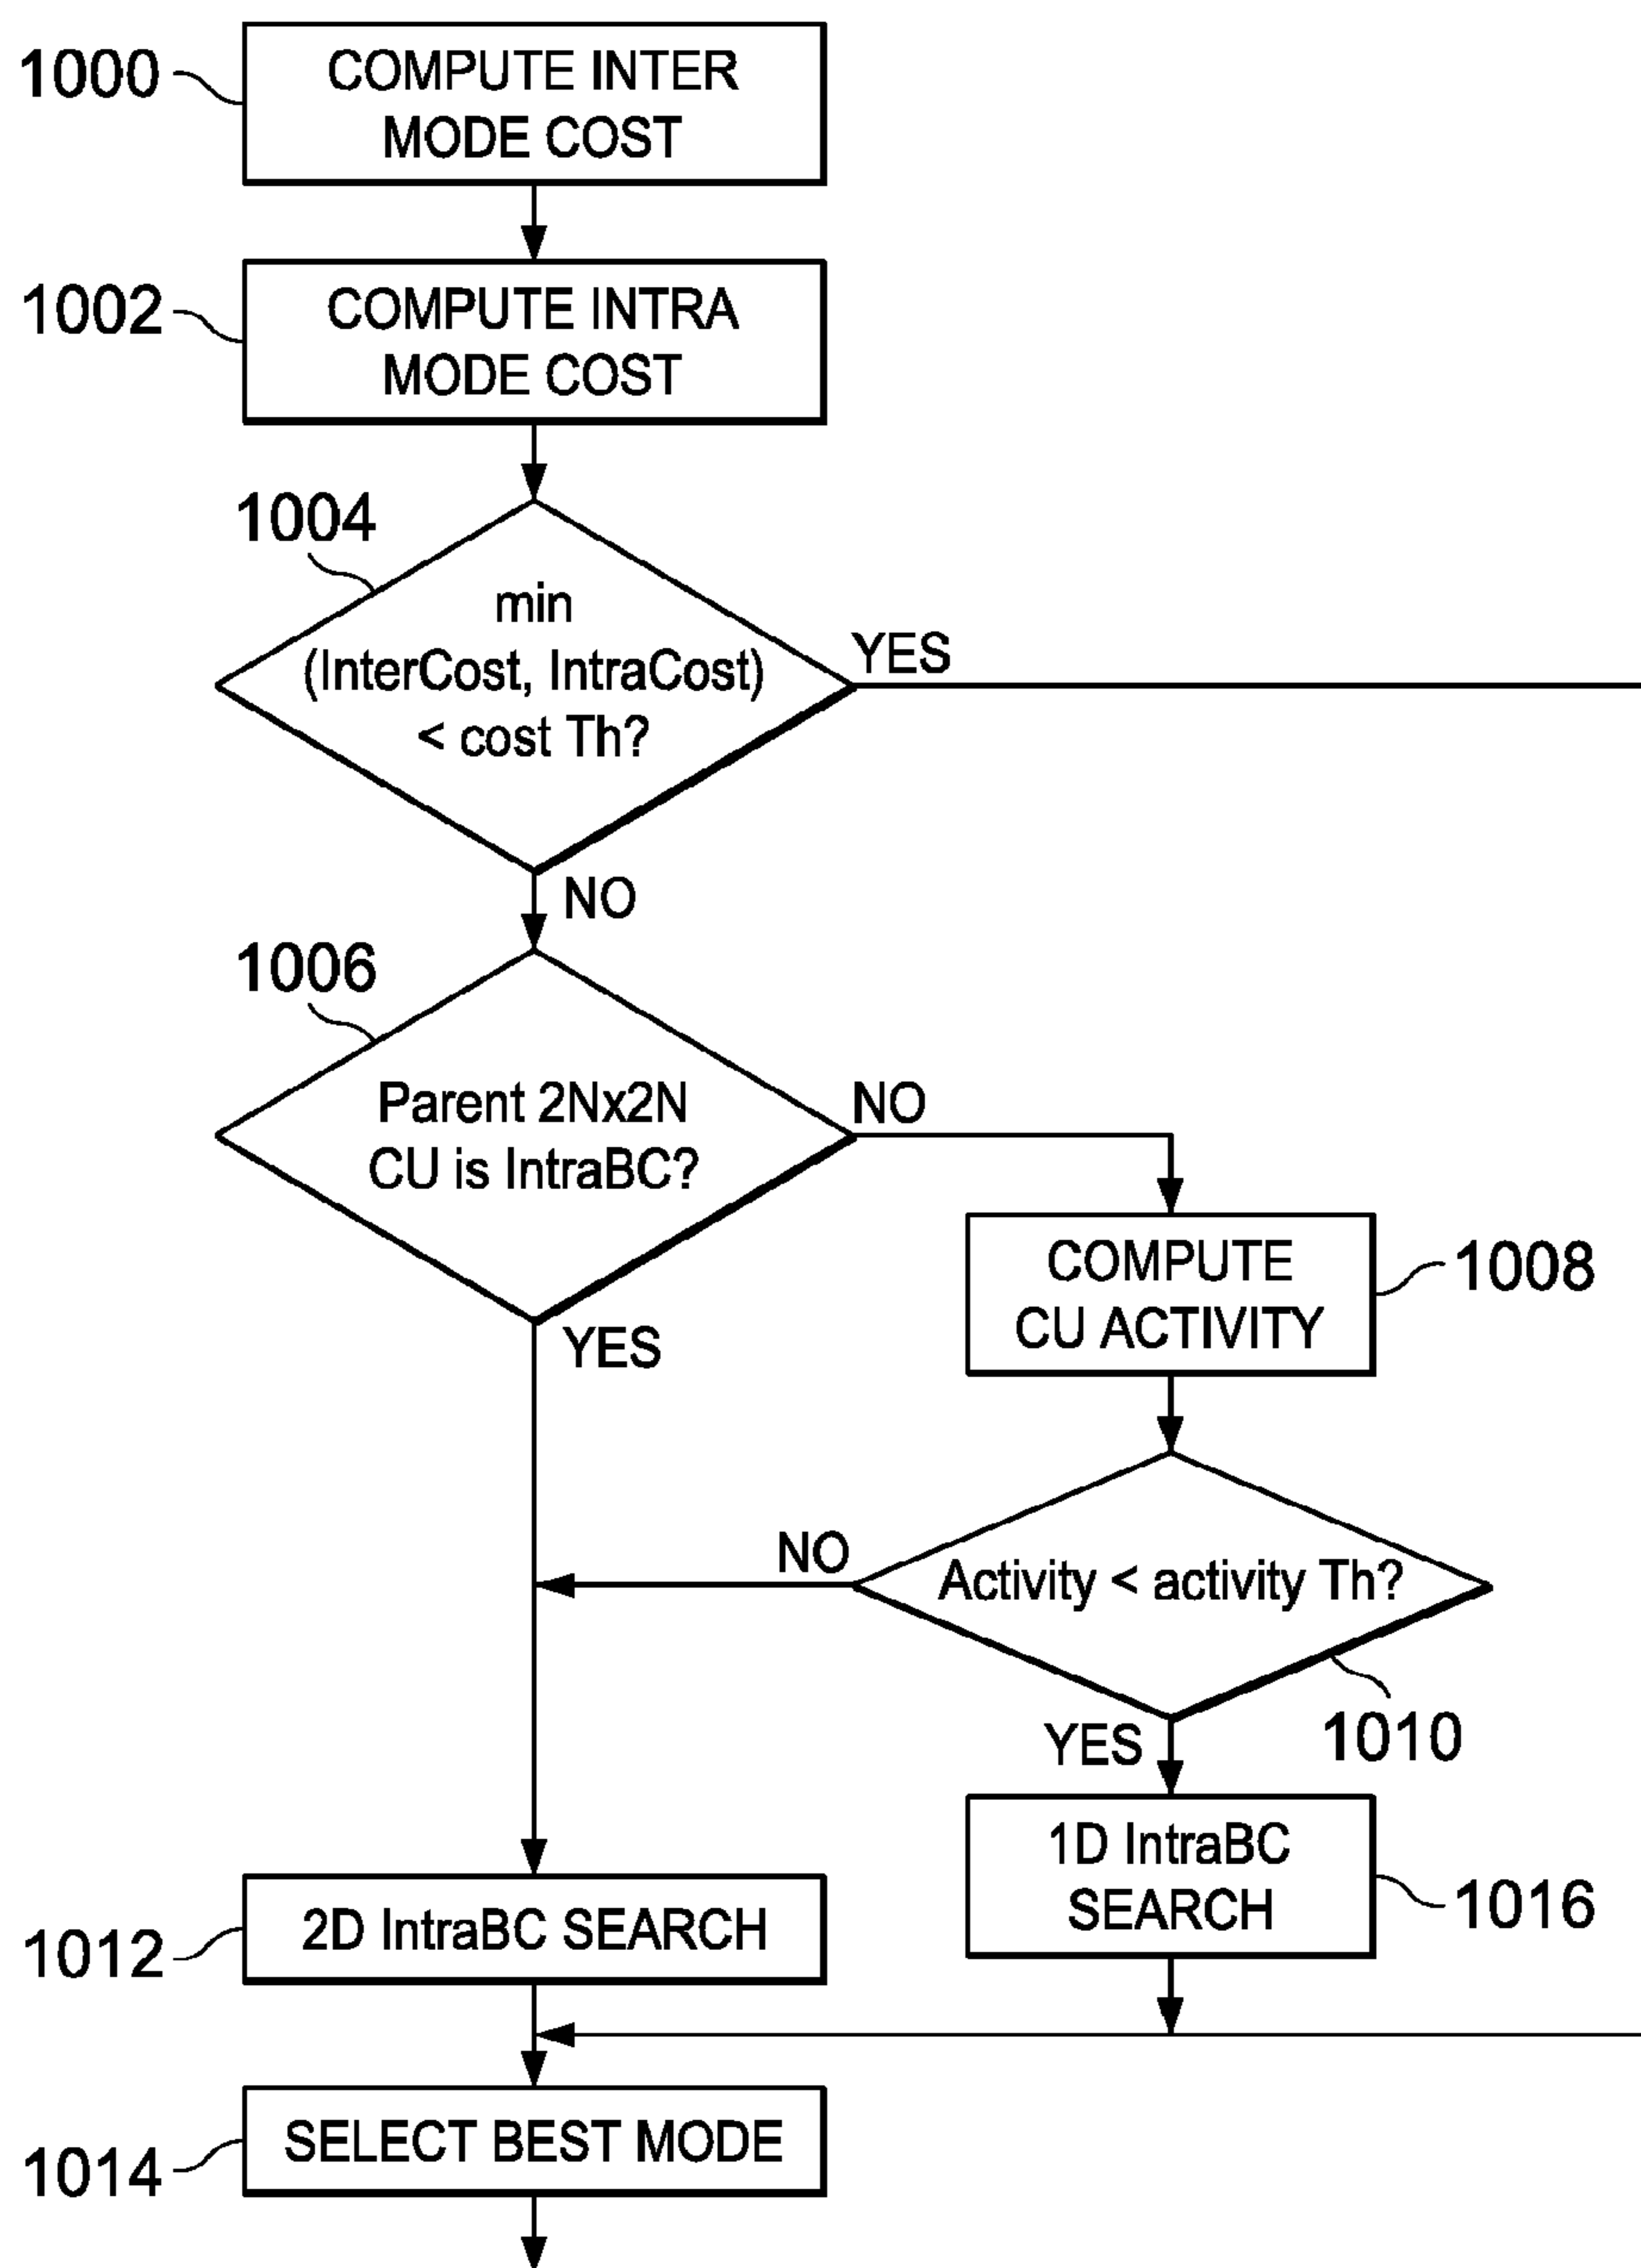 1000
COMPUTE INTER
MODE COST
1002
COMPUTE INTRA
MODE COST
1004
min
(InterCost, IntraCost)
< cost Th?
YES
NO
1006
Parent 2Nx2N
CU is IntraBC?
NO
YES
COMPUTE
CU ACTIVITY
1008
NO
Activity < activity Th?
1010
YES
1D IntraBC
SEARCH
1016
1012
2D IntraBC SEARCH
1014
SELECT BEST MODE